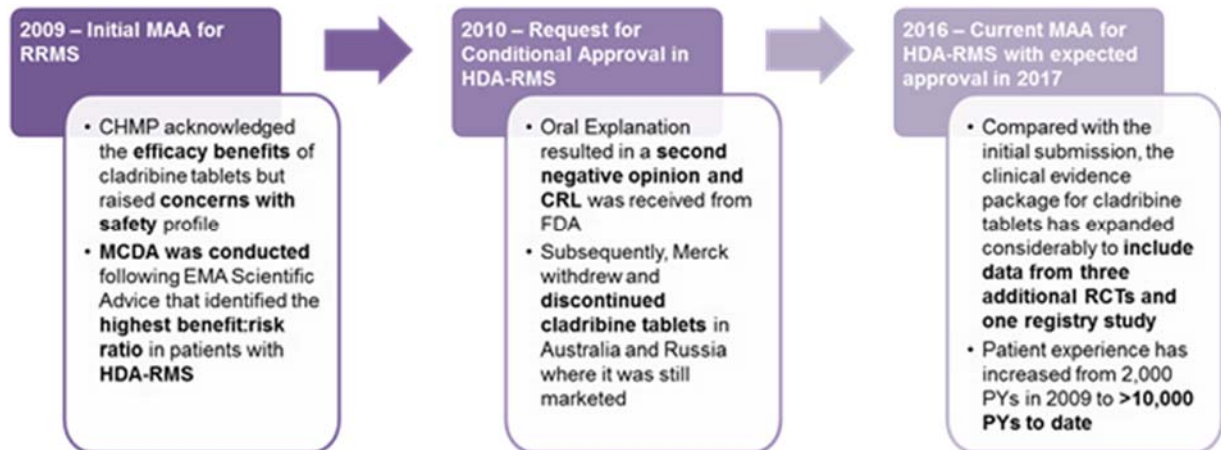 2009 – Initial MAA for
RRMS
• CHMP acknowledged
the efficacy benefits of
cladribine tablets but
raised concerns with
safety profile
• MCDA was conducted
following EMA Scientific
Advice that identified the
highest benefit:risk
ratio in patients with
HDA-RMS
2010 – Request for
Conditional Approval in
HDA-RMS
• Oral Explanation
resulted in a second
negative opinion and
CRL was received from
FDA
• Subsequently, Merck
withdrew and
discontinued
cladribine tablets in
Australia and Russia
where it was still
marketed
2016 – Current MAA for
HDA-RMS with expected
approval in 2017
• Compared with the
initial submission, the
clinical evidence
package for cladribine
tablets has expanded
considerably to include
data from three
additional RCTs and
one registry study
• Patient experience has
increased from 2,000
PYs in 2009 to >10,000
PYs to date